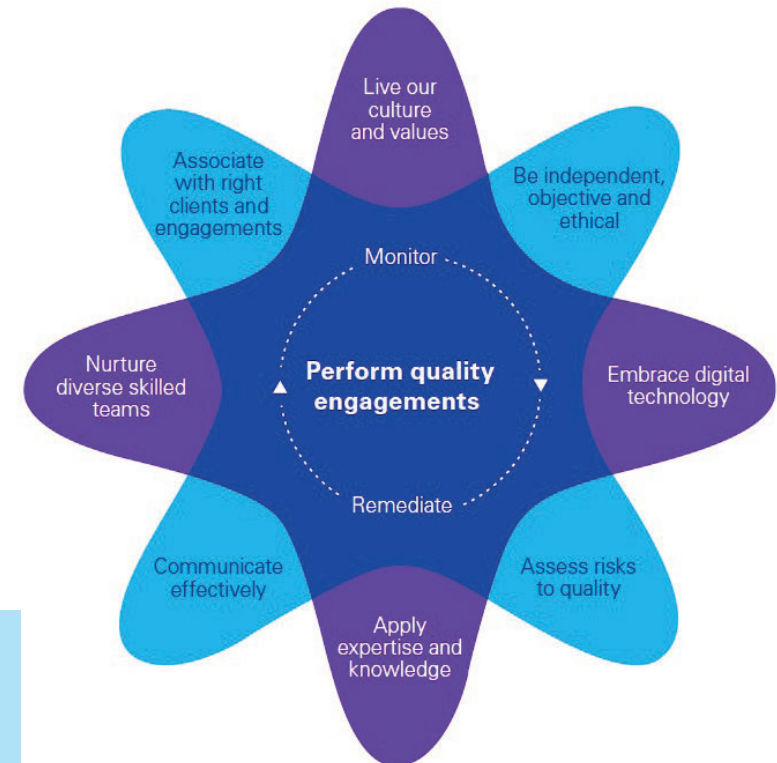 Live our
culture
and values
Associate
with right
clients and
engagements
Be independent,
objective and
ethical
Monitor
Nurture
diverse skilled
teams
Perform quality
engagements
Embrace digital
technology
Remediate
Communicate
effectively
Assess risks
to quality
Apply
expertise and
knowledge